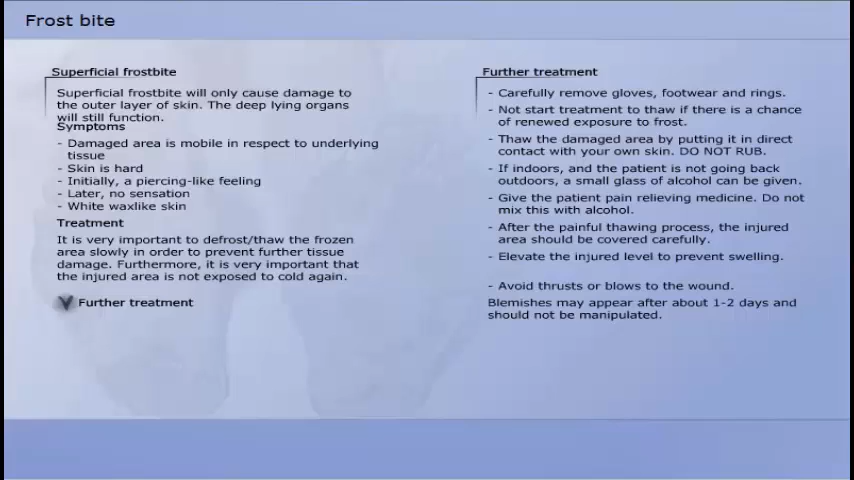 Frost bite
Superficial frostbite
Superficial frostbite will only cause damage to
the outer layer of skin. The deep lying organs
will still function.
Symptoms
- Damaged area is mobile in respect to underlying
tissue
- Skin is hard
- Initially, a piercing-like feeling
- Later, no sensation
- White waxlike skin
Treatment
It is very important to defrost/thaw the frozen
area slowly in order to prevent further tissue
damage. Furthermore, it is very important that
the injured area is not exposed to cold again.
Further treatment
Further treatment
- Carefully remove gloves, footwear and rings.
- Not start treatment to thaw if there is a chance
of renewed exposure to frost.
- Thaw the damaged area by putting it in direct
contact with your own skin. DO NOT RUB.
- If indoors, and the patient is not going back
outdoors, a small glass of alcohol can be given.
- Give the patient pain relieving medicine. Do not
mix this with alcohol.
- After the painful thawing process, the injured
area should be covered carefully.
- Elevate the injured level to prevent swelling.
- Avoid thrusts or blows to the wound.
Blemishes may appear after about 1-2 days and
should not be manipulated.